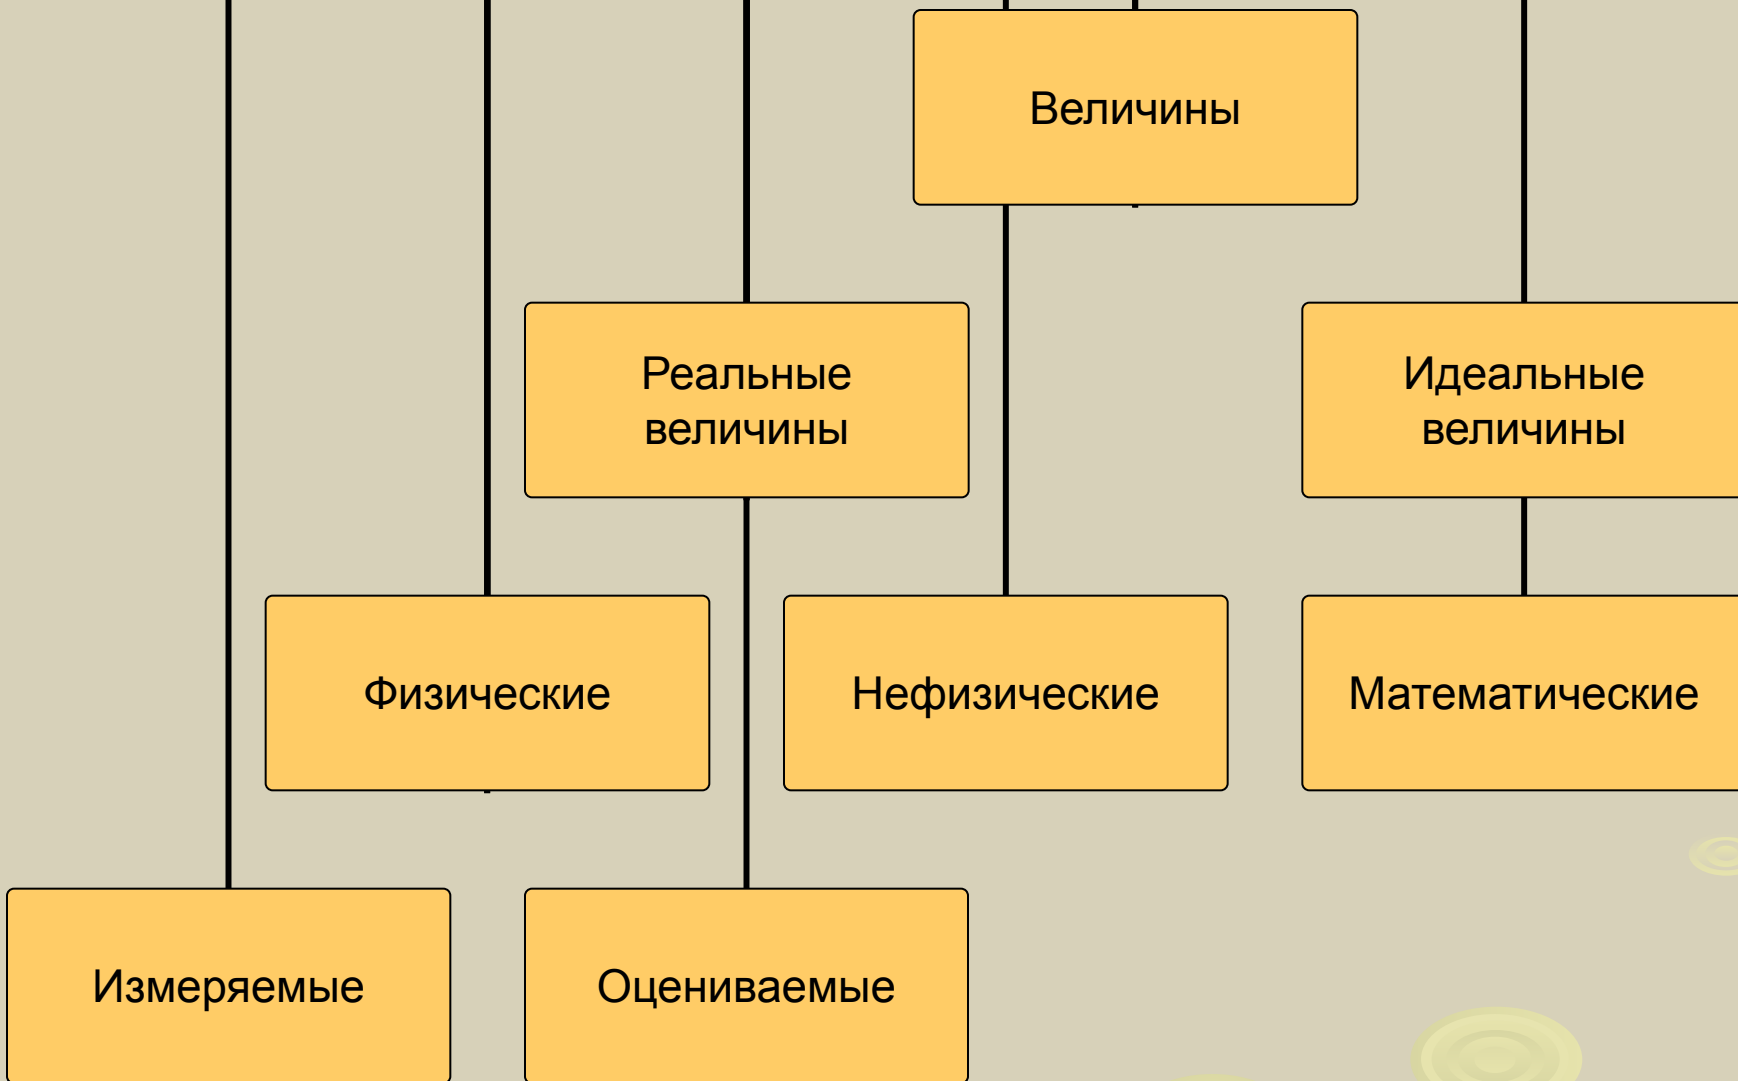 Величины
Реальные
величины
Идеальные
величины
Физические
Нефизические
Математические
Измеряемые
Оцениваемые